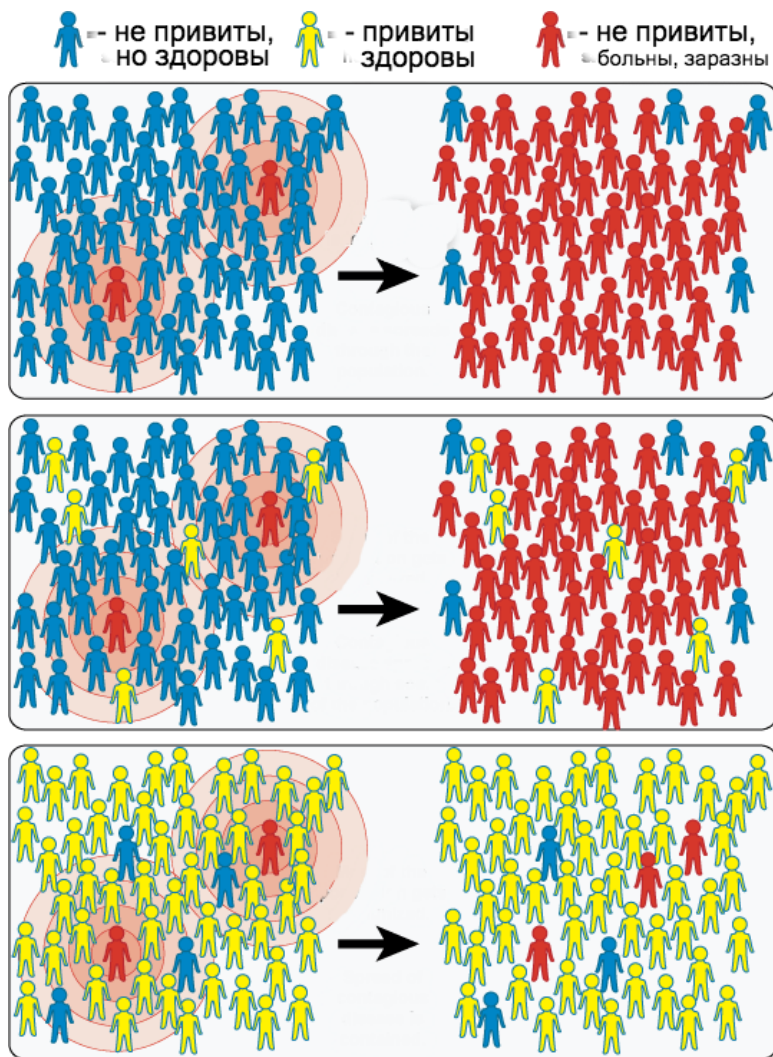 - не привиты,
но здоровы
- привиты
здоровы
- не привиты,
больны, заразны